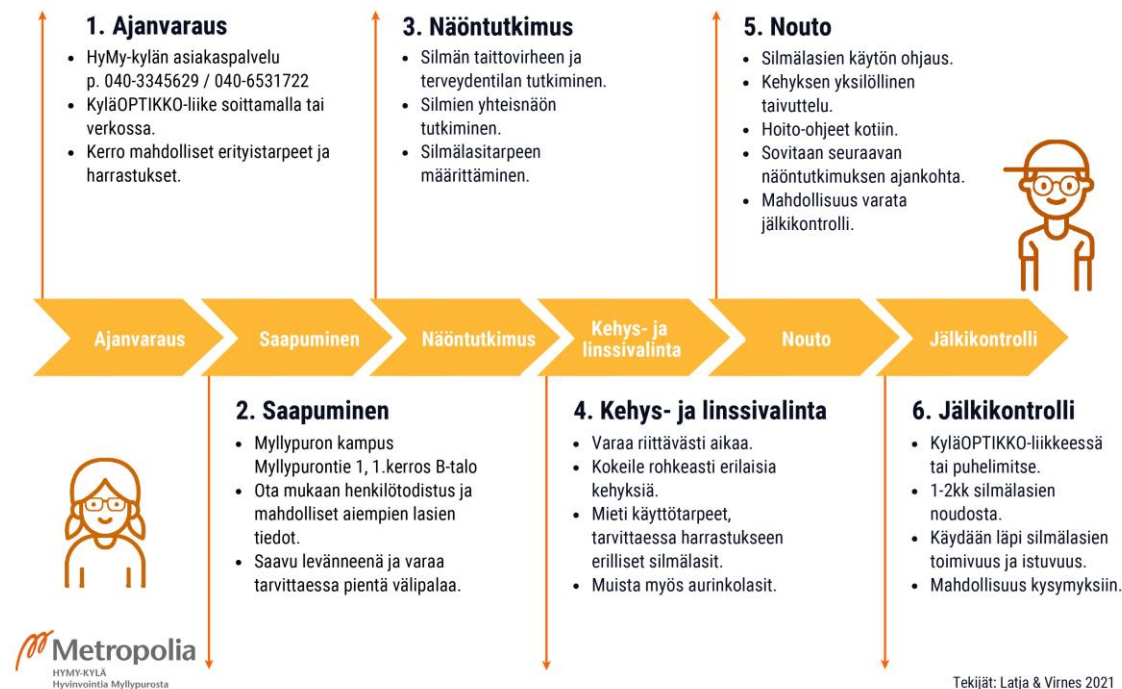 1. Ajanvaraus
• HyMy-kylän asiakaspalvelu
p. 040-3345629 / 040-6531722
• KyläOPTIKKO-liike soittamalla tai
verkossa.
• Kerro mahdolliset erityistarpeet ja
harrastukset.
3. Näöntutkimus
• Silmän taittovirheen ja
terveydentilan tutkiminen.
• Silmien yhteisnäön
tutkiminen.
• Silmälasitarpeen
määrittäminen.
5. Nouto
• Silmälasien käytön ohjaus.
• Kehyksen yksilöllinen
taivuttelu.
• Hoito-ohjeet kotiin.
• Sovitaan seuraavan
näöntutkimuksen ajankohta.
• Mahdollisuus varata
jälkikontrolli.
Ajanvaraus
Saapuminen
Näöntutkimus
Kehys- ja
linssivalinta
Nouto
Jälkikontrolli
2. Saapuminen
• Myllypuron kampus
Myllypurontie 1, 1.kerros B-talo
• Ota mukaan henkilötodistus ja
mahdolliset aiempien lasien
tiedot.
• Saavu levänneenä ja varaa
tarvittaessa pientä välipalaa.
4. Kehys- ja linssivalinta
• Varaa riittävästi aikaa.
• Kokeile rohkeasti erilaisia
kehyksiä.
• Mieti käyttötarpeet,
tarvittaessa harrastukseen
erilliset silmälasit.
• Muista myös aurinkolasit.
6. Jälkikontrolli
• KyläOPTIKKO-liikkeessä
tai puhelimitse.
• 1-2kk silmälasien
noudosta.
• Käydään läpi silmälasien
toimivuus ja istuvuus.
• Mahdollisuus kysymyksiin.
Metropolia
HYMY-KYLÄ
Hyvinvointia Myllypurosta
Tekijät: Latja & Virnes 2021